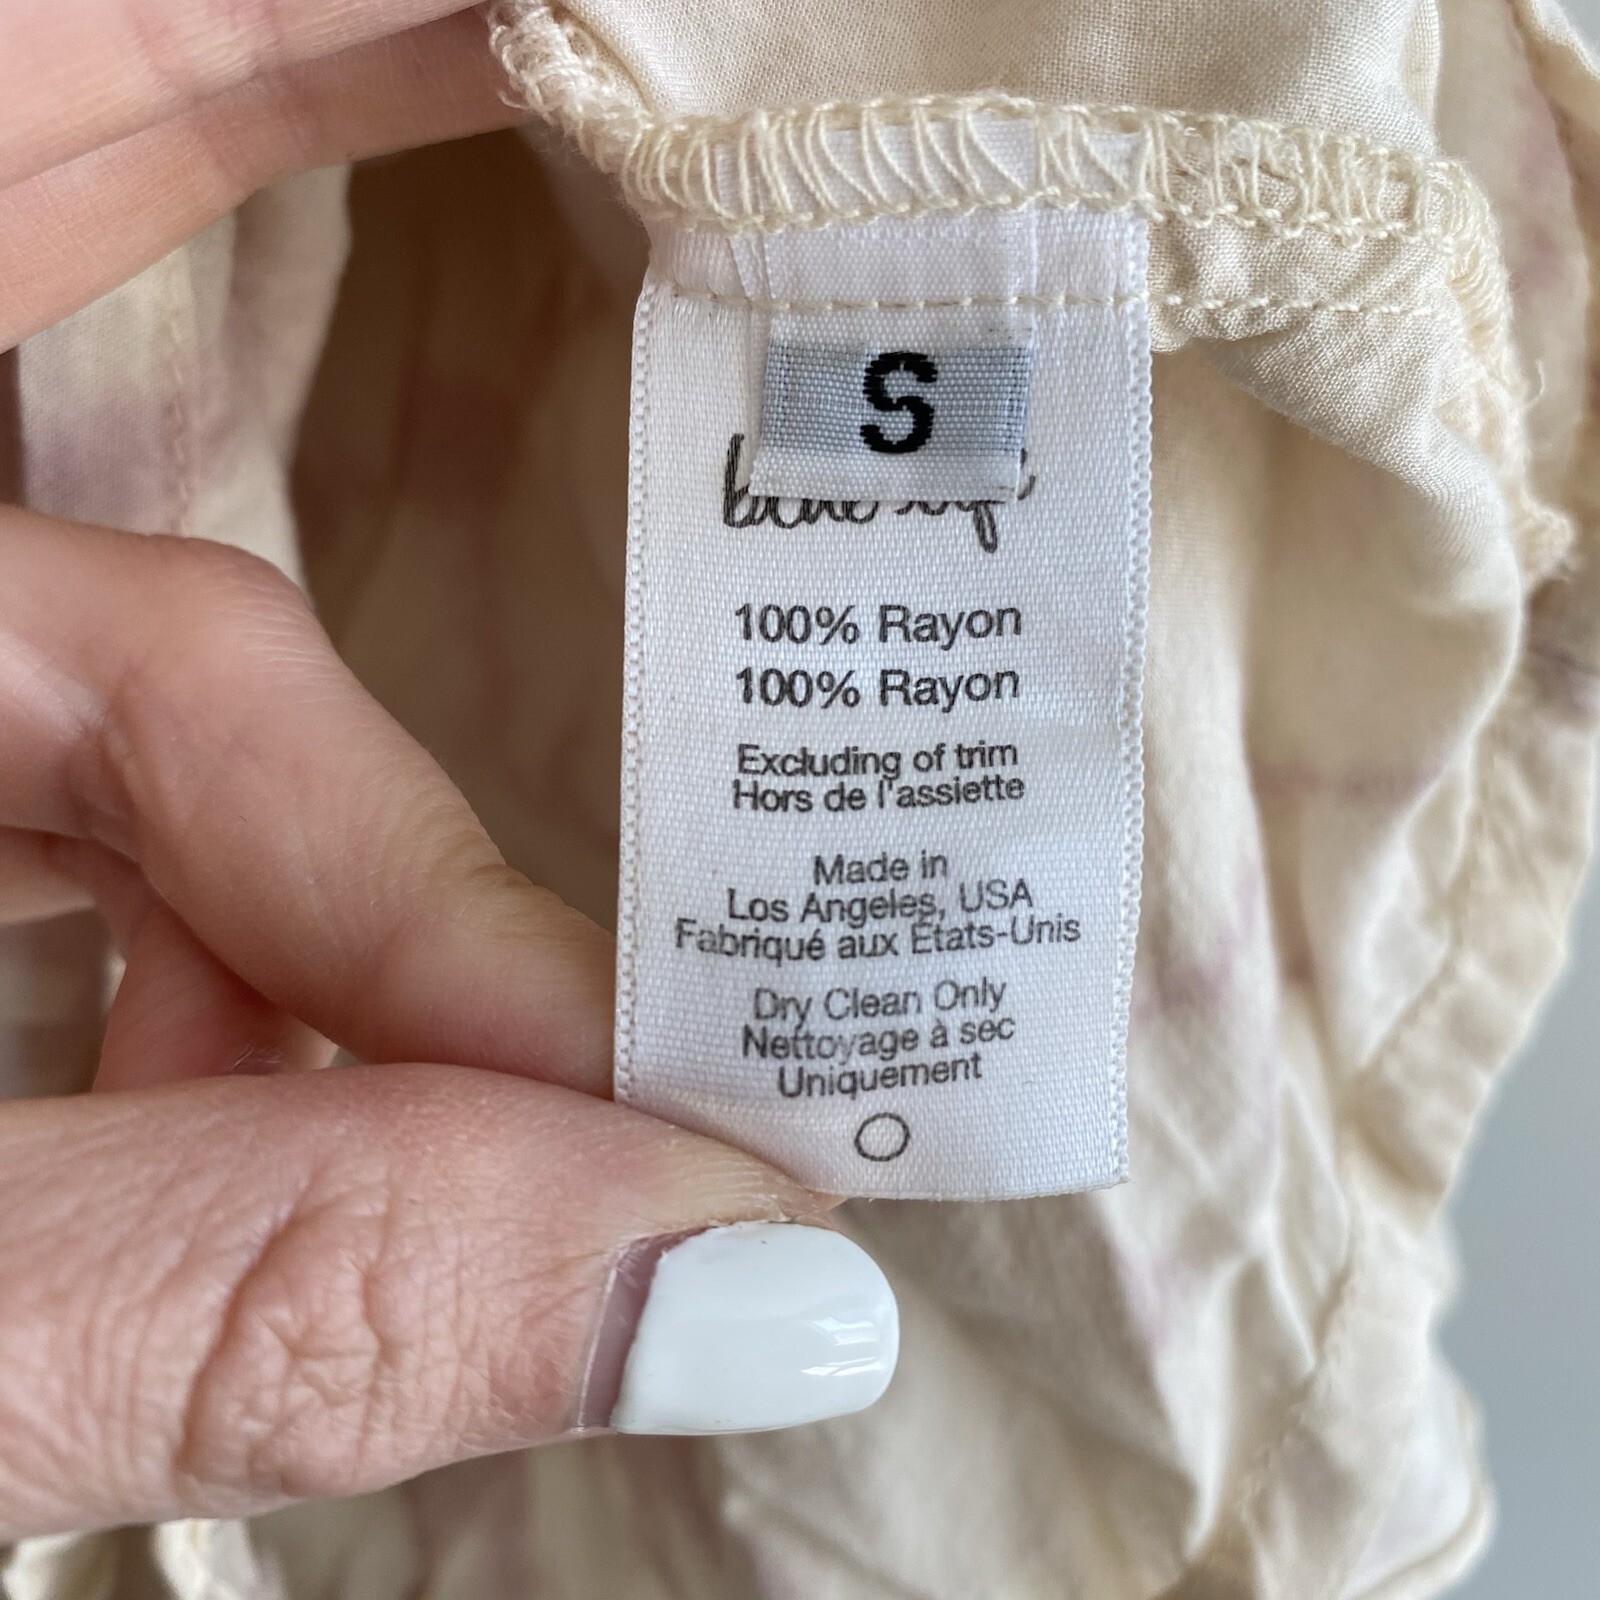 S
100% Rayon
100% Rayon
Excluding of trim
Hors de l'assiette
Made in
Los Angeles, USA
Fabriqué aux États-Unis
Dry Clean Only
Nettoyage à sec
Uniquement